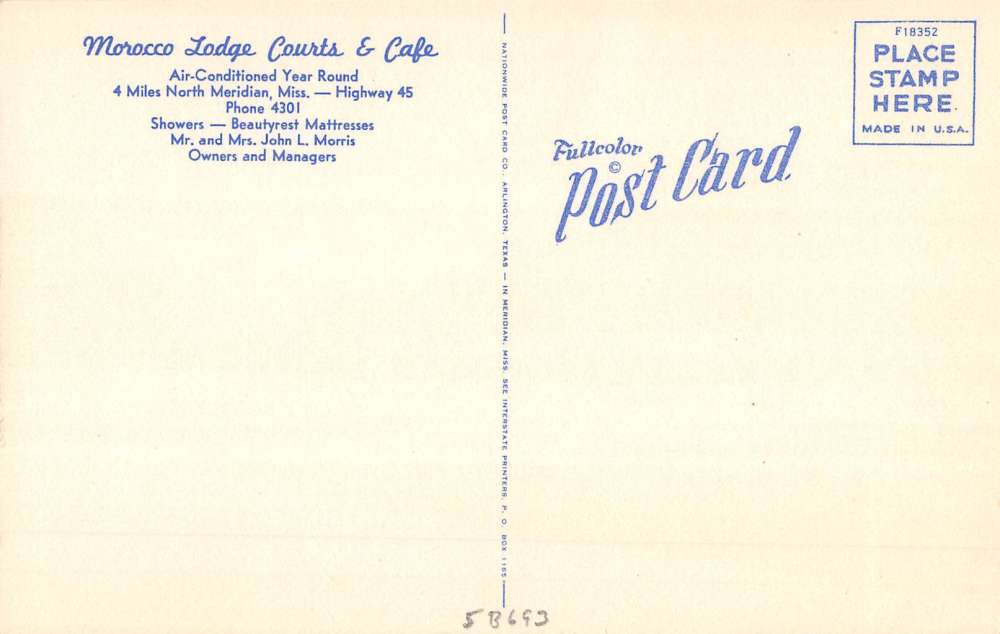 Morocco Lodge Courts & Cafe
Air-Conditioned Year Round
4 Miles North Meridian, Miss. — Highway 45
Phone 4301
Showers — Beautyrest Mattresses
Mr. and Mrs. John L. Morris
Owners and Managers
NATIONWIDE POST CARD CO., ARLINGTON, TEXAS — IN MERIDIAN, MISS. SEE INTERSTATE PRINTERS, P. O. BOX 1185
Fullcolor
©
Post Card
F18352
PLACE
STAMP
HERE
MADE IN U.S.A.
5B693